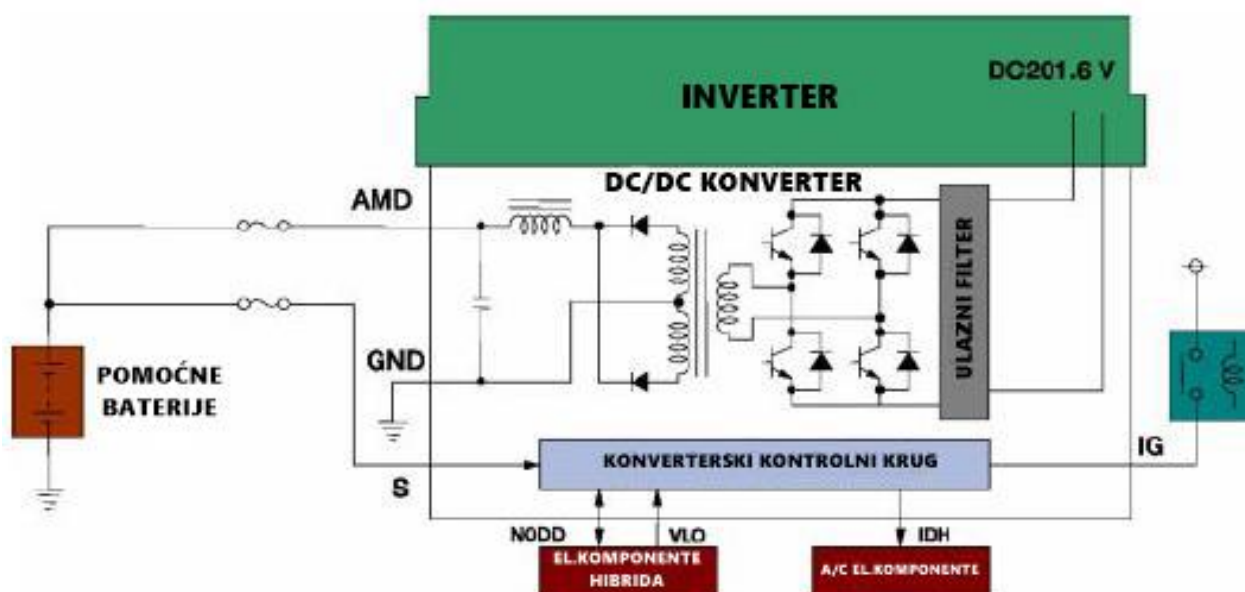 DC201.6 V
INVERTER
DC/DC KONVERTER
AMD
ULAZNI FILTER
GND
POMOĆNE
BATERIJE
KONVERTERSKI KONTROLNI KRUG
IG
S
NODD
VLO
IDH
EL.KOMPONENTE
HIBRIDA
A/C EL.KOMPONENTE